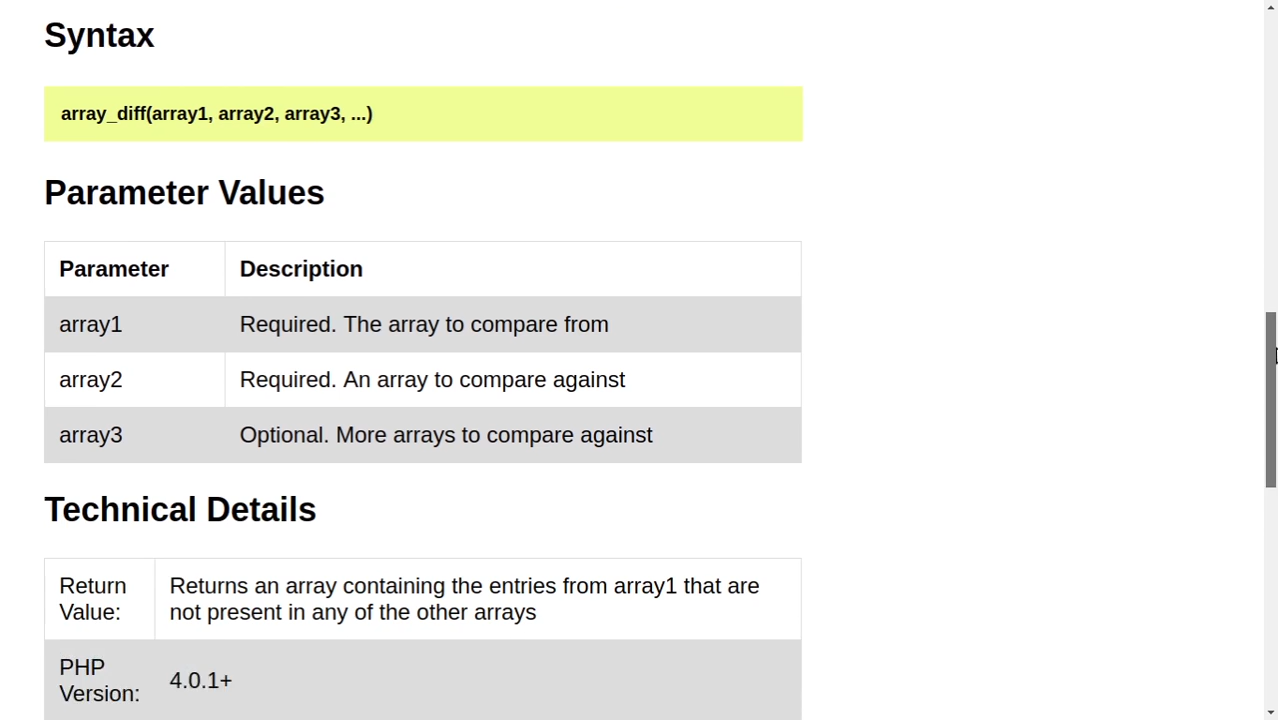 Syntax
array_diff(array1, array2, array3, ...)
Parameter Values
Parameter Description
array1 Required. The array to compare from
array2 Required. An array to compare against
array3 Optional. More arrays to compare against
Technical Details
Return Value: Returns an array containing the entries from array1 that are
not present in any of the other arrays
PHP Version: 4.0.1+